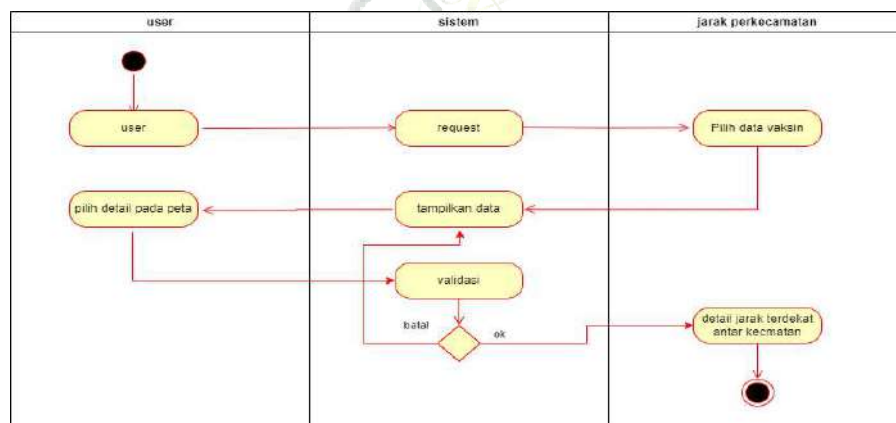 user
sistem
jarak perkecamatan
user
request
Pilih data vaksin
pilih detail pada peta
tampilkan data
validasi
batal
ok
detail jarak terdekat
antar kecmatan